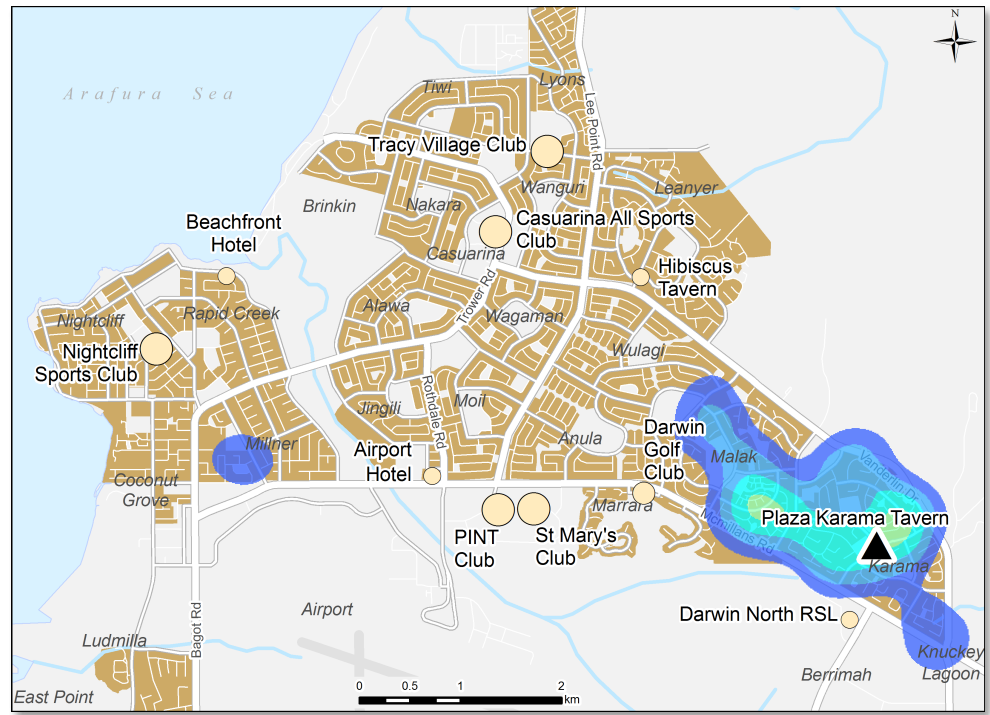 N
Arafura Sea
Tiwi
Lyons
Lee Point Rd
Tracy Village Club
Wanguri
Leanyer
Brinkin
Nakara
Beachfront
Hotel
Casuarina All Sports
Club
Casuarina
Hibiscus
Tavern
Trower Rd
Alawa
Rapid Creek
Nightcliff
Wagaman
Nightcliff
Sports Club
Wulagi
Rothdale Rd
Moil
Jingili
Darwin
Golf
Club
Anula
Millner
Airport
Hotel
Malak
Vanderlin Dr
Coconut
Grove
Marrara
Mcmillans Rd
Plaza Karama Tavern
PINT
Club
St Mary's
Club
Karama
Airport
Bagot Rd
Darwin North RSL
Ludmilla
Knuckey
Lagoon
Berrimah
East Point
0 0.5 1 2
km